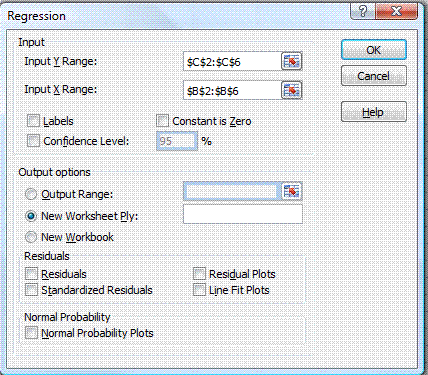 Regression
?
Input
Input Y Range:
$C$2:$C$6
OK
Cancel
Input X Range:
$B$2:$B$6
Help
Labels
Constant is Zero
Confidence Level:
95
%
Output options
Output Range:
New Worksheet Ply:
New Workbook
Residuals
Residuals
Residual Plots
Standardized Residuals
Line Fit Plots
Normal Probability
Normal Probability Plots